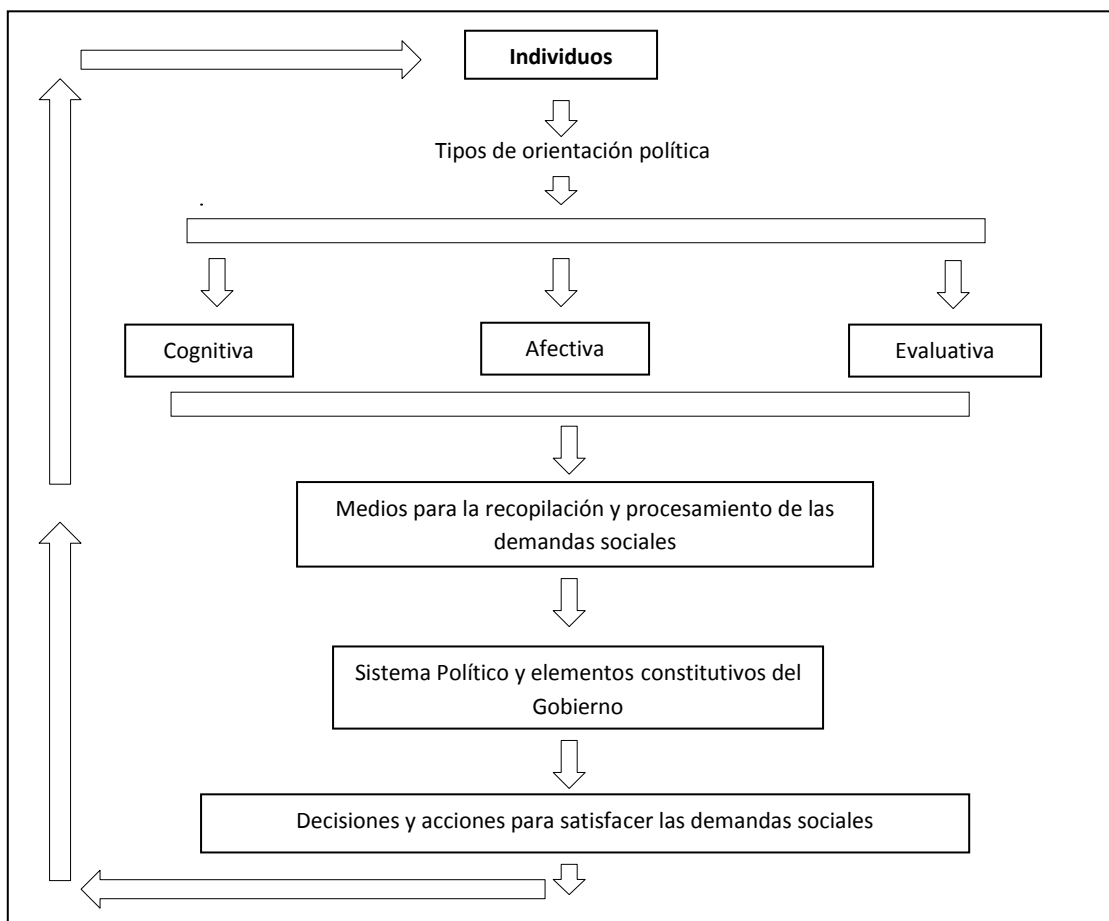 Individuos
Tipos de orientación política
Cognitiva
Afectiva
Evaluativa
Medios para la recopilación y procesamiento de las
demandas sociales
Sistema Político y elementos constitutivos del
Gobierno
Decisiones y acciones para satisfacer las demandas sociales